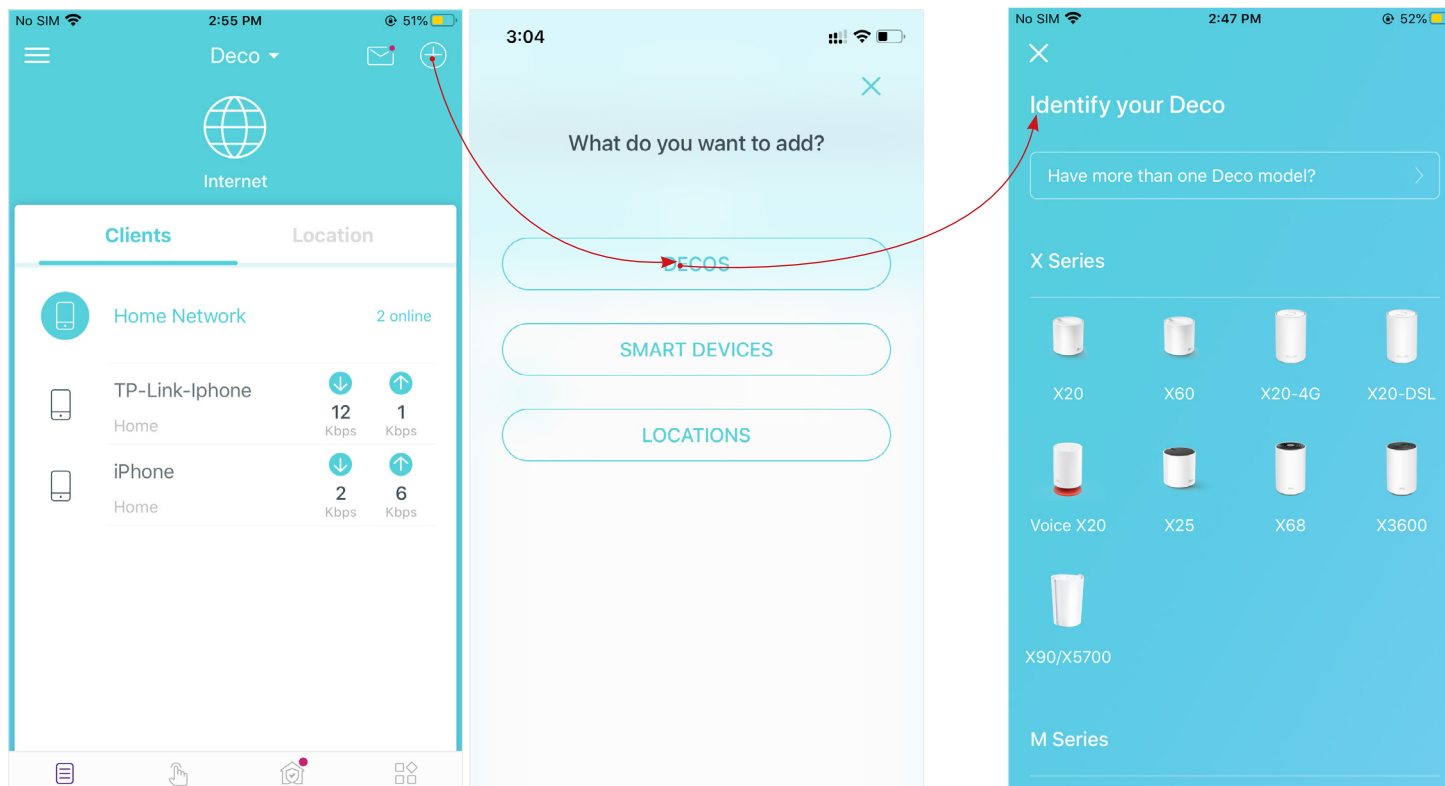 No SIM 2:55 PM 51%
Deco
Internet
Clients Location
Home Network 2 online
TP-Link-Iphone 12 1
Home Kbps Kbps
iPhone 2 6
Home Kbps Kbps
3:04
What do you want to add?
DECOS
SMART DEVICES
LOCATIONS
No SIM 2:47 PM 52%
Identify your Deco
Have more than one Deco model?
X Series
X20 X60 X20-4G X20-DSL
Voice X20 X25 X68 X3600
X90/X5700
M Series